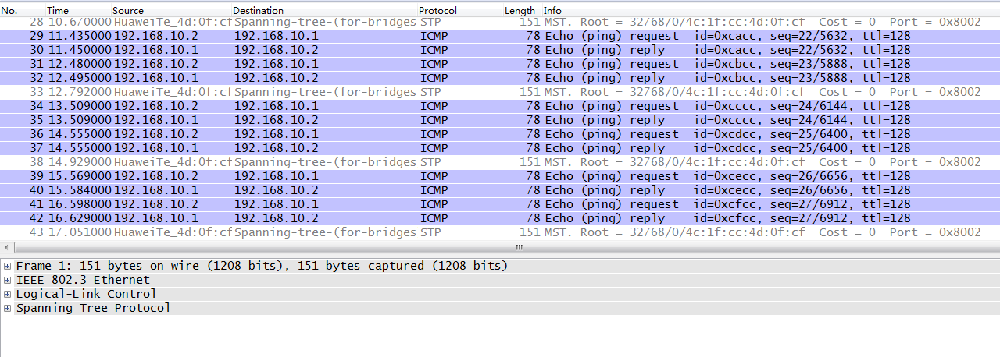 No. Time Source Destination Protocol Length Info
28 10.670000 HuaweiTe_4d:0f:cf Spanning-tree-(for-bridges STP 151 MST. Root = 32768/0/4c:1f:cc:4d:0f:cf Cost = 0 Port = 0x8002
29 11.435000 192.168.10.2 192.168.10.1 ICMP 78 Echo (ping) request id=0xcacc, seq=22/5632, ttl=128
30 11.450000 192.168.10.1 192.168.10.2 ICMP 78 Echo (ping) reply id=0xcacc, seq=22/5632, ttl=128
31 12.480000 192.168.10.2 192.168.10.1 ICMP 78 Echo (ping) request id=0xcbcc, seq=23/5888, ttl=128
32 12.495000 192.168.10.1 192.168.10.2 ICMP 78 Echo (ping) reply id=0xcbcc, seq=23/5888, ttl=128
33 12.792000 HuaweiTe_4d:0f:cf Spanning-tree-(for-bridges STP 151 MST. Root = 32768/0/4c:1f:cc:4d:0f:cf Cost = 0 Port = 0x8002
34 13.509000 192.168.10.2 192.168.10.1 ICMP 78 Echo (ping) request id=0xcccc, seq=24/6144, ttl=128
35 13.509000 192.168.10.1 192.168.10.2 ICMP 78 Echo (ping) reply id=0xcccc, seq=24/6144, ttl=128
36 14.555000 192.168.10.2 192.168.10.1 ICMP 78 Echo (ping) request id=0xcdcc, seq=25/6400, ttl=128
37 14.555000 192.168.10.1 192.168.10.2 ICMP 78 Echo (ping) reply id=0xcdcc, seq=25/6400, ttl=128
38 14.929000 HuaweiTe_4d:0f:cf Spanning-tree-(for-bridges STP 151 MST. Root = 32768/0/4c:1f:cc:4d:0f:cf Cost = 0 Port = 0x8002
39 15.569000 192.168.10.2 192.168.10.1 ICMP 78 Echo (ping) request id=0xcecc, seq=26/6656, ttl=128
40 15.584000 192.168.10.1 192.168.10.2 ICMP 78 Echo (ping) reply id=0xcecc, seq=26/6656, ttl=128
41 16.598000 192.168.10.2 192.168.10.1 ICMP 78 Echo (ping) request id=0xcfcc, seq=27/6912, ttl=128
42 16.629000 192.168.10.1 192.168.10.2 ICMP 78 Echo (ping) reply id=0xcfcc, seq=27/6912, ttl=128
43 17.051000 HuaweiTe_4d:0f:cf Spanning-tree-(for-bridges STP 151 MST. Root = 32768/0/4c:1f:cc:4d:0f:cf Cost = 0 Port = 0x8002
Frame 1: 151 bytes on wire (1208 bits), 151 bytes captured (1208 bits)
IEEE 802.3 Ethernet
Logical-Link Control
Spanning Tree Protocol